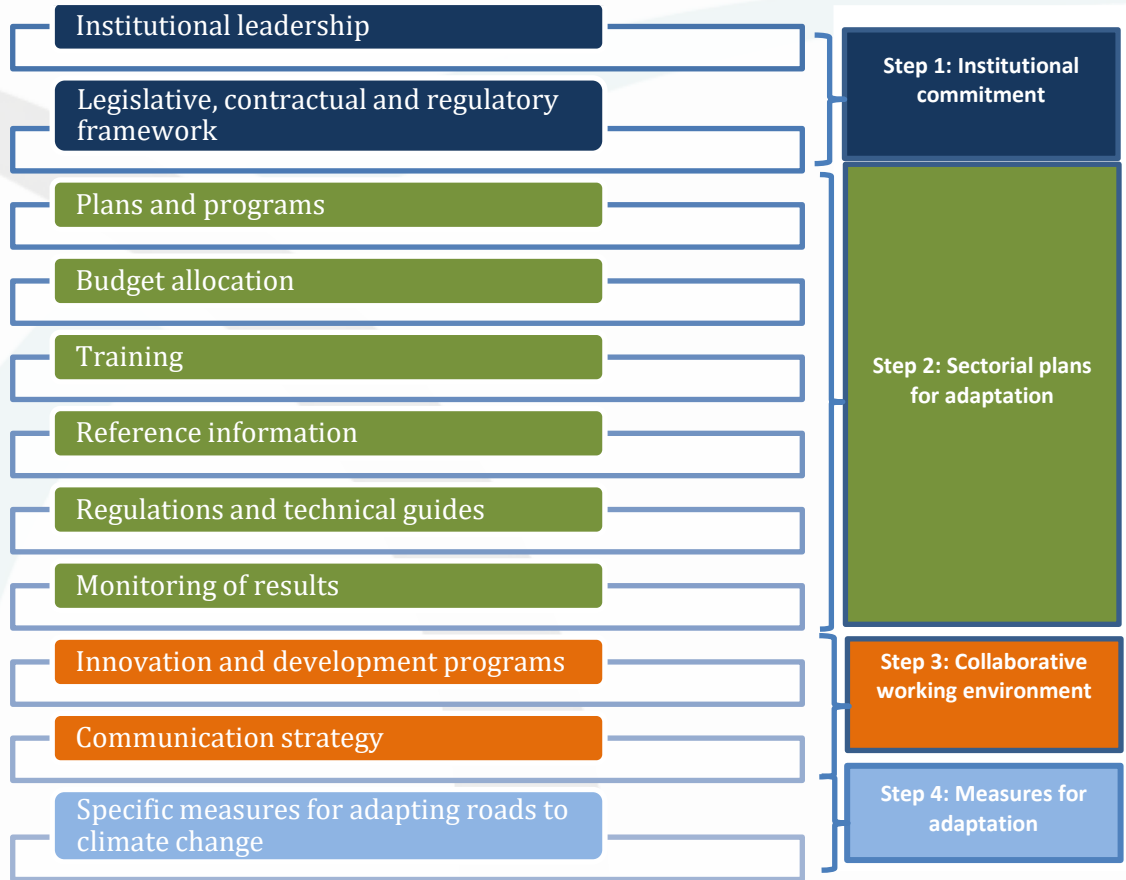 Institutional leadership
Legislative, contractual and regulatory
framework
Plans and programs
Budget allocation
Training
Reference information
Regulations and technical guides
Monitoring of results
Innovation and development programs
Communication strategy
Specific measures for adapting roads to
climate change
Step 1: Institutional
commitment
Step 2: Sectorial plans
for adaptation
Step 3: Collaborative
working environment
Step 4: Measures for
adaptation